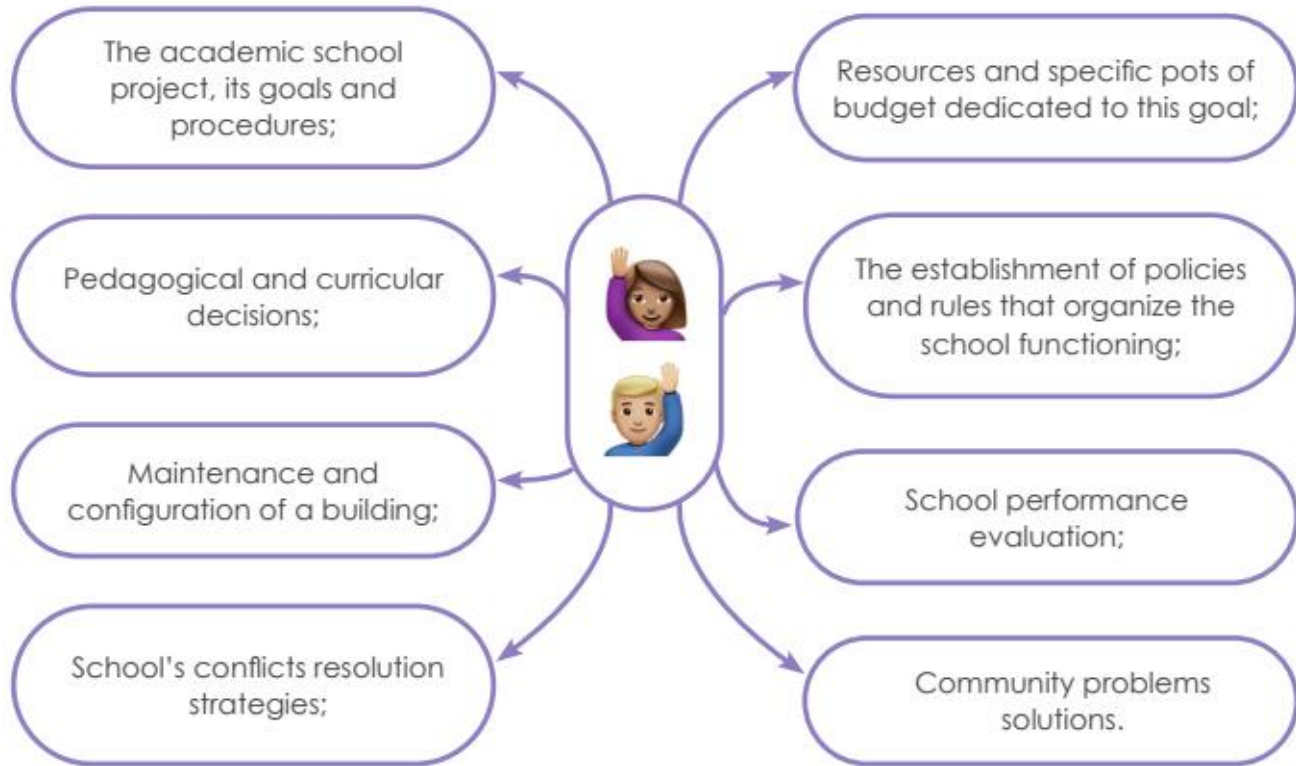 The academic school
project, its goals and
procedures;
Pedagogical and curricular
decisions;
Maintenance and
configuration of a building;
School’s conflicts resolution
strategies;
Resources and specific pots of
budget dedicated to this goal;
The establishment of policies
and rules that organize the
school functioning;
School performance
evaluation;
Community problems
solutions.